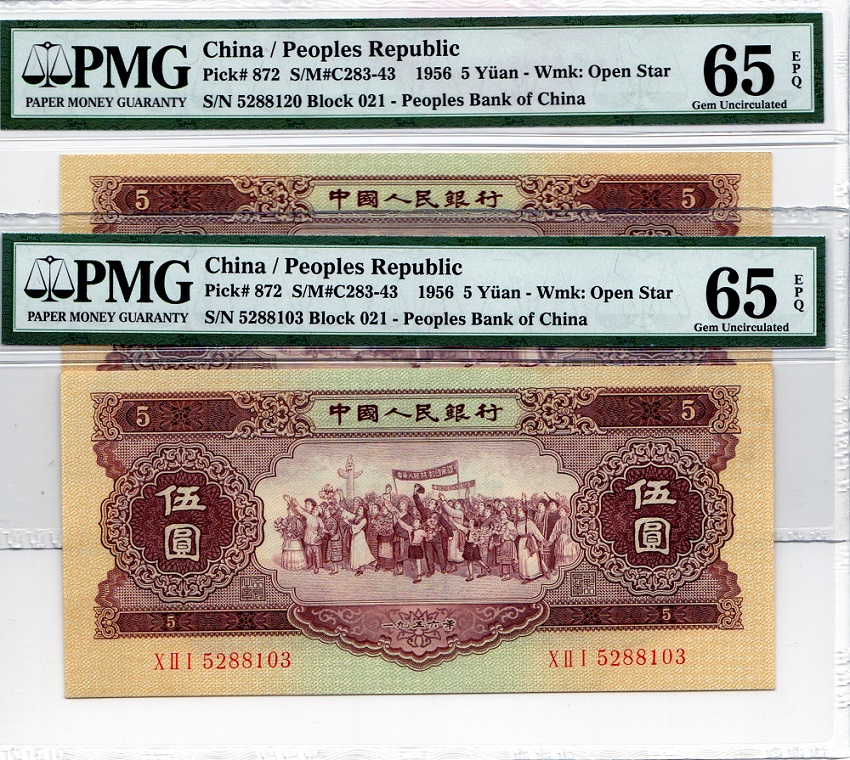 PMG
PAPER MONEY GUARANTY
China / Peoples Republic
Pick# 872 S/M#C283-43 1956 5 Yüan - Wmk: Open Star
S/N 5288120 Block 021 - Peoples Bank of China
65 EPQ
Gem Uncirculated
5 中國人民銀行 5
PMG
PAPER MONEY GUARANTY
China / Peoples Republic
Pick# 872 S/M#C283-43 1956 5 Yüan - Wmk: Open Star
S/N 5288103 Block 021 - Peoples Bank of China
65 EPQ
Gem Uncirculated
5 中國人民銀行 5
伍圓
伍圓
5 一九五六年 5
XII I 5288103 XII I 5288103